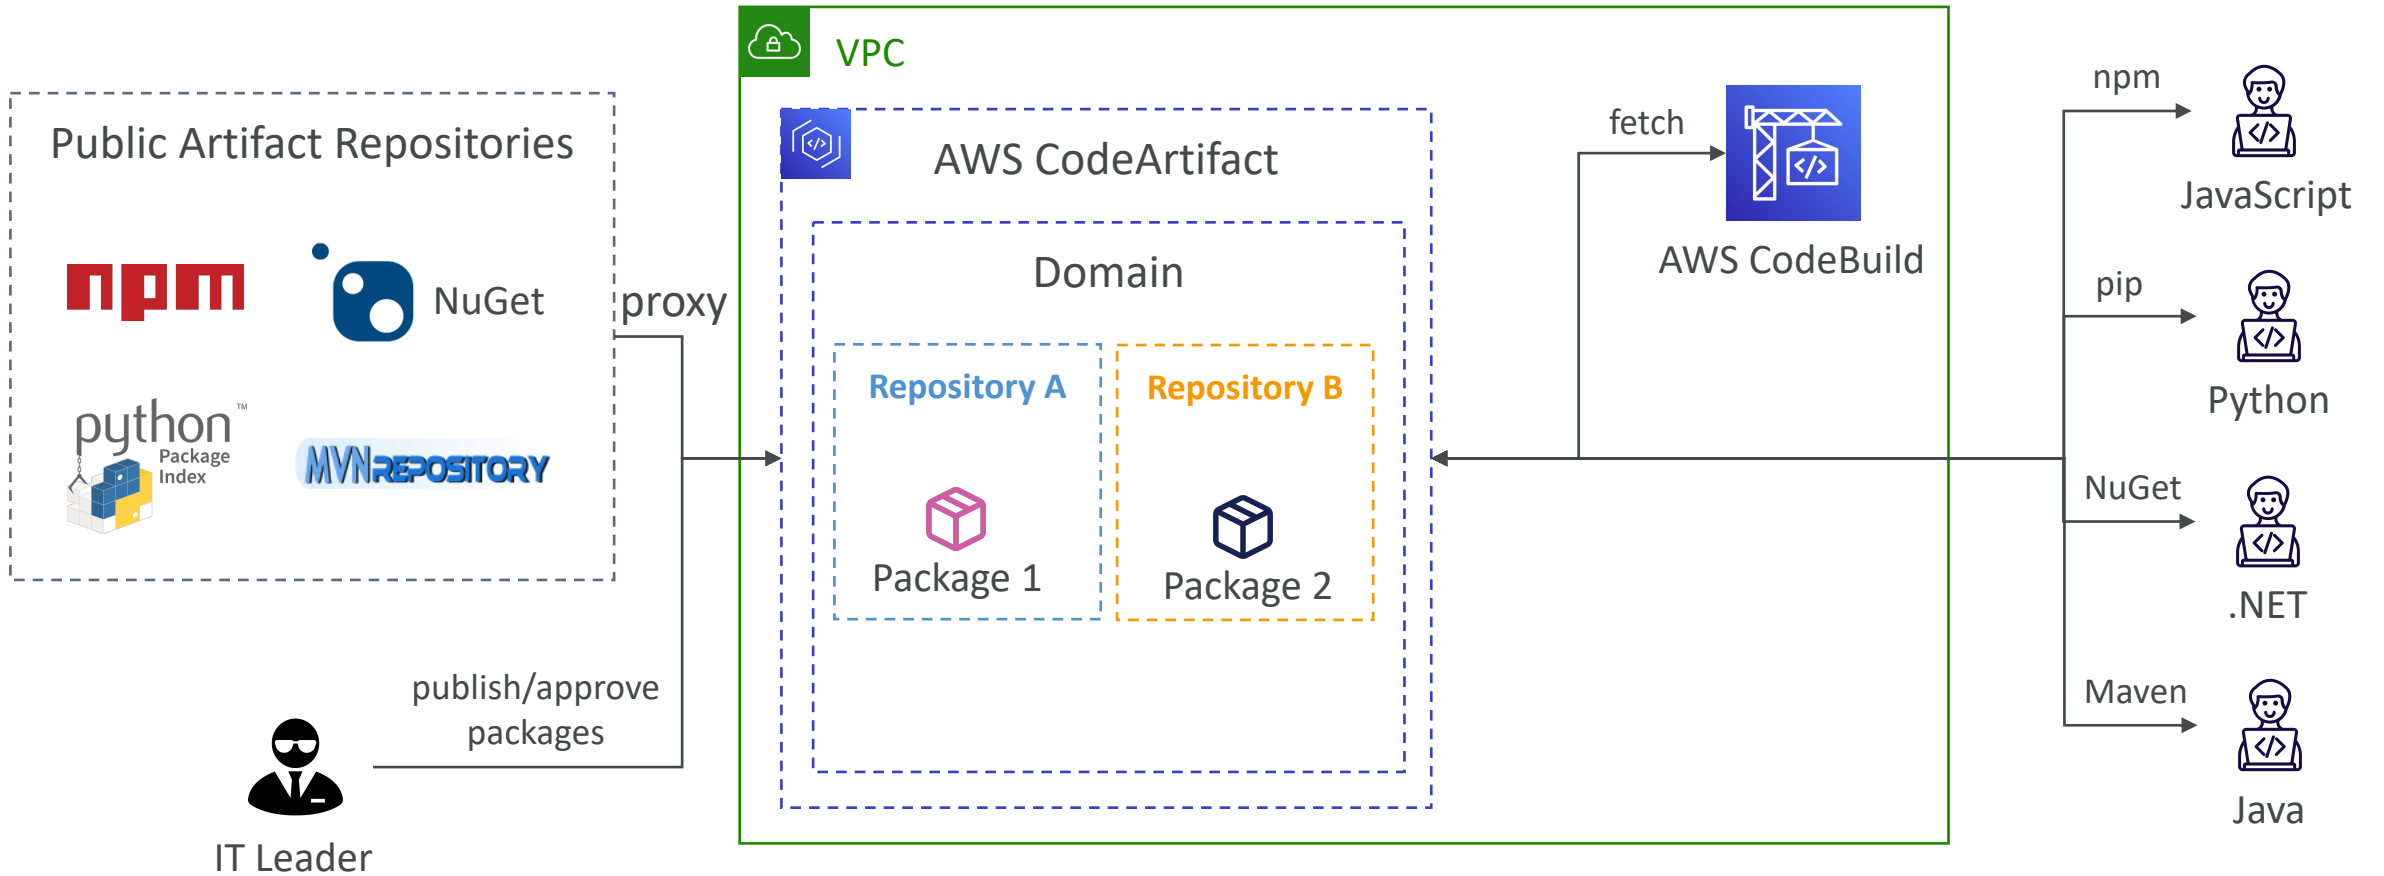 VPC
Public Artifact Repositories
npm
NuGet
python™
Package
Index
MVNREPOSITORY
proxy
publish/approve
packages
IT Leader
AWS CodeArtifact
Domain
Repository A
Package 1
Repository B
Package 2
fetch
AWS CodeBuild
npm
JavaScript
pip
Python
NuGet
.NET
Maven
Java